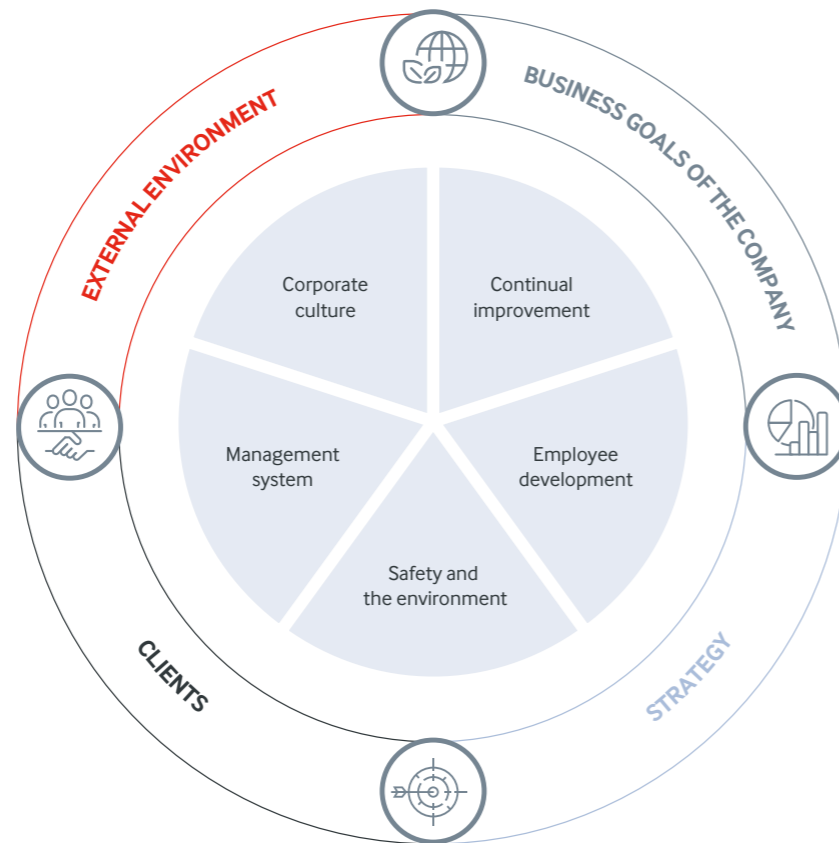 EXTERNAL ENVIRONMENT
BUSINESS GOALS OF THE COMPANY
Corporate
culture
Continual
improvement
Management
system
Employee
development
Safety and
the environment
CLIENTS
STRATEGY